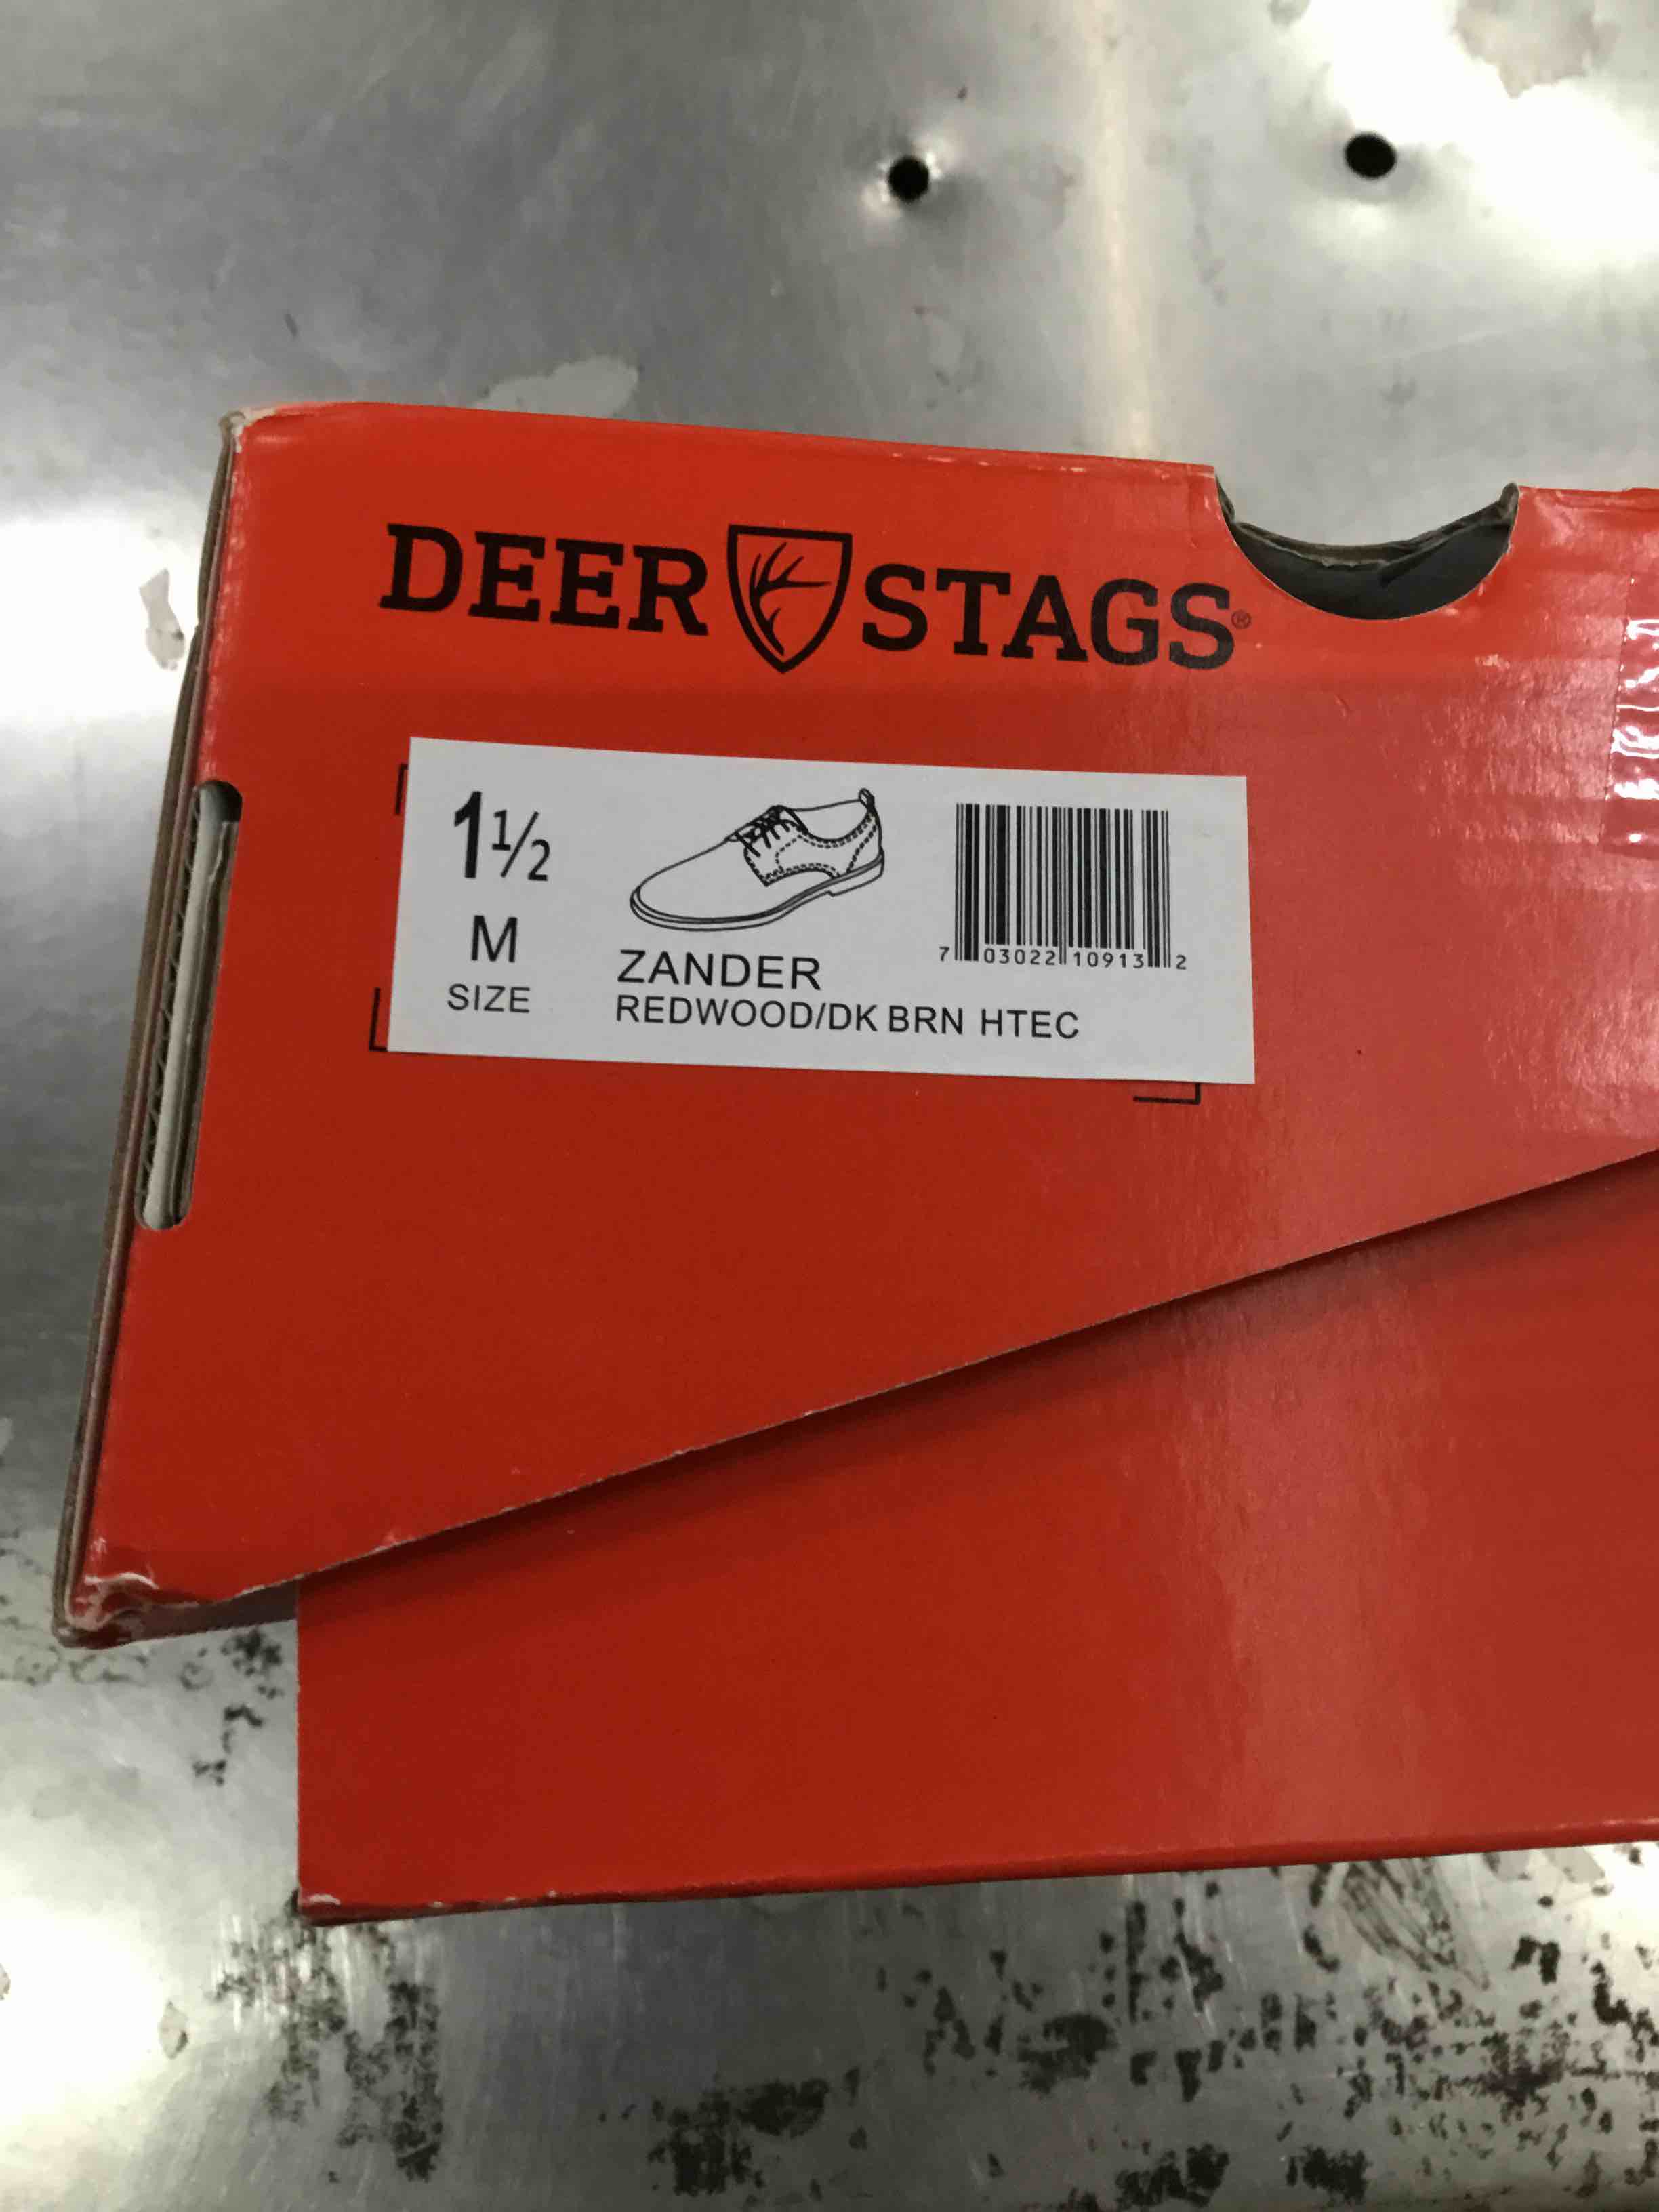 DEER STAGS®
1½
M
SIZE
ZANDER
REDWOOD/DK BRN HTEC
7 03022 10913 2